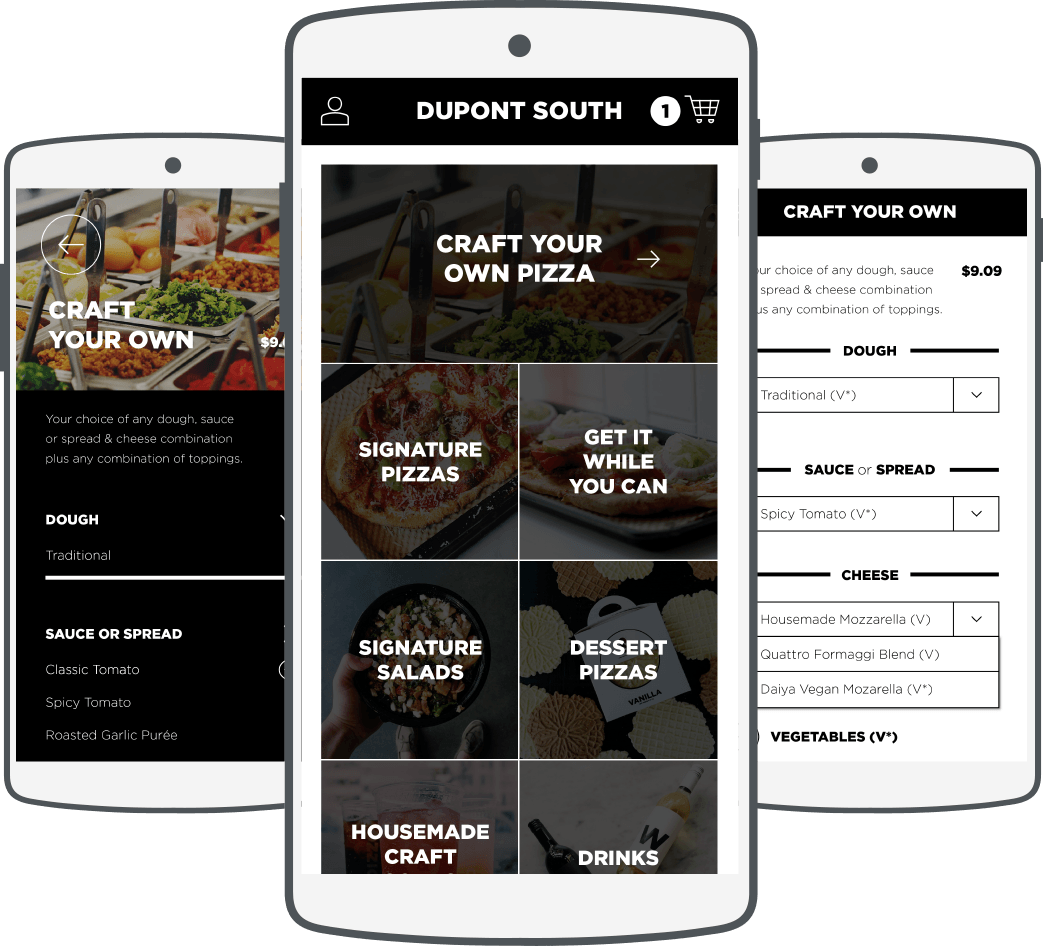 CRAFT
YOUR OWN
Your choice of any dough, sauce
or spread & cheese combination
plus any combination of toppings.
DOUGH
Traditional
SAUCE OR SPREAD
Classic Tomato
Spicy Tomato
Roasted Garlic Purée
DUPONT SOUTH 1
CRAFT YOUR
OWN PIZZA
SIGNATURE
PIZZAS
GET IT
WHILE
YOU CAN
SIGNATURE
SALADS
DESSERT
PIZZAS
VANILLA
HOUSEMADE
CRAFT
DRINKS
W
CRAFT YOUR OWN
choice of any dough, sauce $9.09
spread & cheese combination
any combination of toppings.
DOUGH
Traditional (V*)
SAUCE or SPREAD
Spicy Tomato (V*)
CHEESE
Housemade Mozzarella (V)
Quattro Formaggi Blend (V)
Daiya Vegan Mozarella (V*)
VEGETABLES (V*)